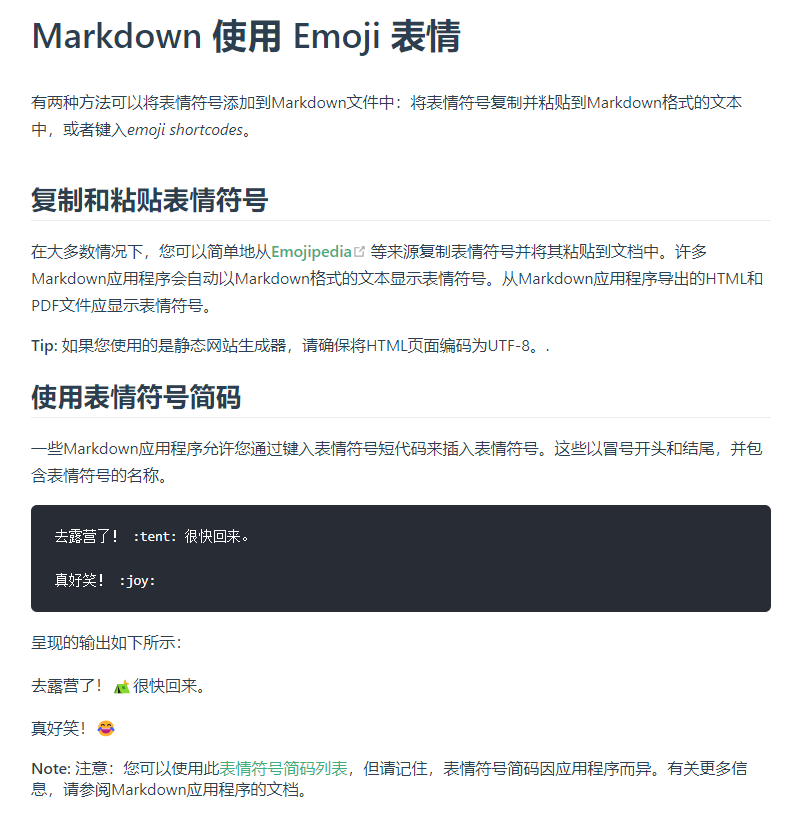 Markdown 使用 Emoji 表情
有两种方法可以将表情符号添加到Markdown文件中：将表情符号复制并粘贴到Markdown格式的文本
中，或者键入emoji shortcodes。
复制和粘贴表情符号
在大多数情况下，您可以简单地从Emojipedia 等来源复制表情符号并将其粘贴到文档中。许多
Markdown应用程序会自动以Markdown格式的文本显示表情符号。从Markdown应用程序导出的HTML和
PDF文件应显示表情符号。
Tip: 如果您使用的是静态网站生成器，请确保将HTML页面编码为UTF-8。.
使用表情符号简码
一些Markdown应用程序允许您通过键入表情符号短代码来插入表情符号。这些以冒号开头和结尾，并包
含表情符号的名称。
去露营了！ :tent: 很快回来。
真好笑！ :joy:
呈现的输出如下所示：
去露营了！⛺很快回来。
真好笑！😂
Note: 注意：您可以使用此表情符号简码列表，但请记住，表情符号简码因应用程序而异。有关更多信
息，请参阅Markdown应用程序的文档。